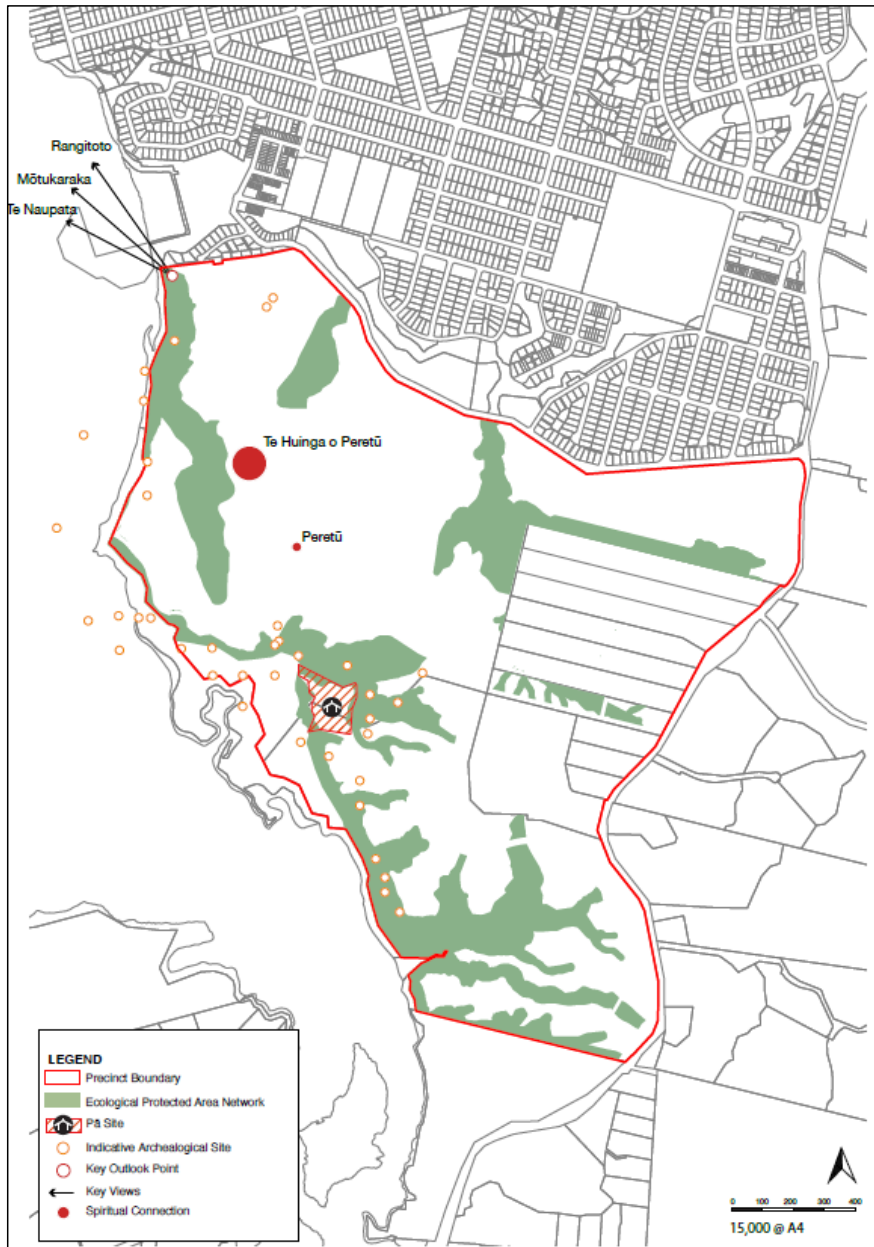 Rangitoto
Mōtukaraka
Te Naupata
Te Huinga o Peretū
Peretū
LEGEND
Precinct Boundary
Ecological Protected Area Network
Pā Site
Indicative Archealogical Site
Key Outlook Point
Key Views
Spiritual Connection
0 100 200 300 400
15,000 @ A4